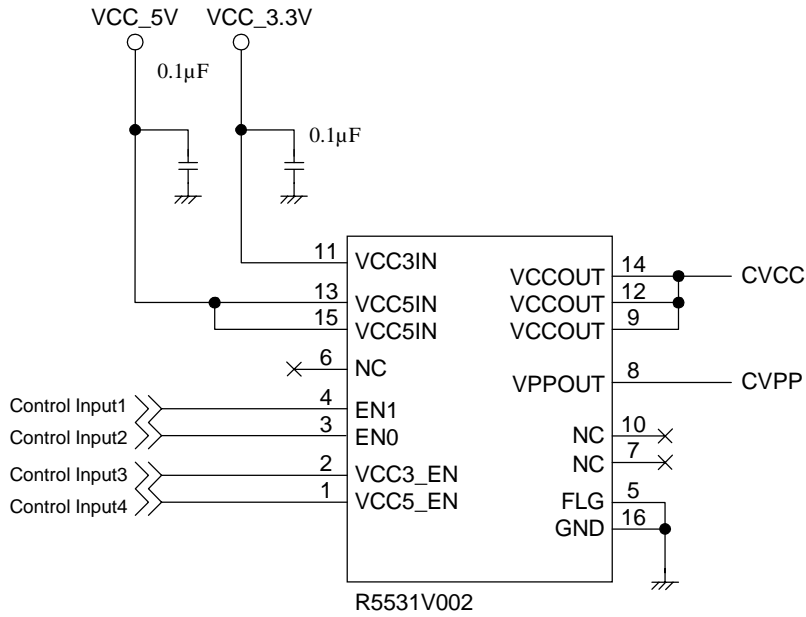 VCC_5V VCC_3.3V
0.1µF
0.1µF
11 VCC3IN
13 VCC5IN
15 VCC5IN
6 NC
Control Input1 4 EN1
Control Input2 3 EN0
Control Input3 2 VCC3_EN
Control Input4 1 VCC5_EN
VCCOUT 14 CVCC
VCCOUT 12
VCCOUT 9
VPPOUT 8 CVPP
NC 10
NC 7
FLG 5
GND 16
R5531V002